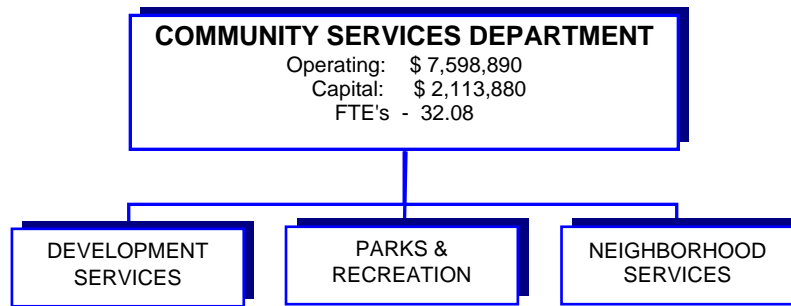 COMMUNITY SERVICES DEPARTMENT
Operating: $ 7,598,890
Capital: $ 2,113,880
FTE's - 32.08
DEVELOPMENT
SERVICES
PARKS &
RECREATION
NEIGHBORHOOD
SERVICES